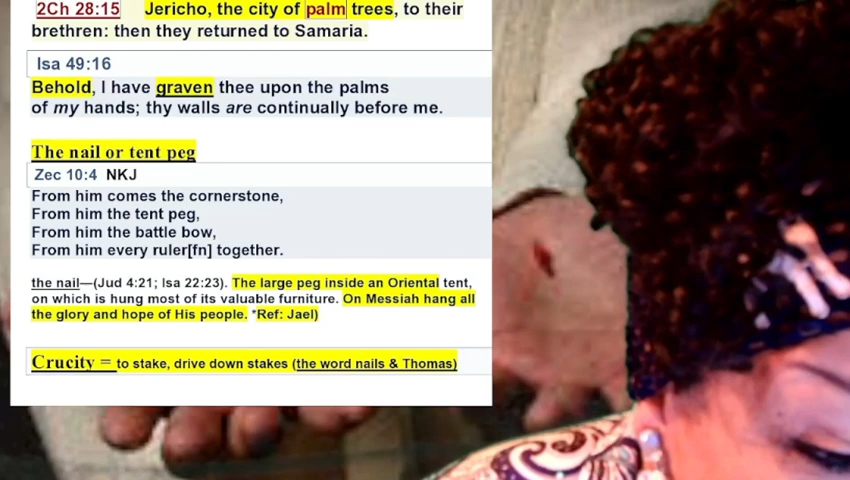 2Ch 28:15 Jericho, the city of palm trees, to their
brethren: then they returned to Samaria.
Isa 49:16
Behold, I have graven thee upon the palms
of my hands; thy walls are continually before me.
The nail or tent peg
Zec 10:4 NKJ
From him comes the cornerstone,
From him the tent peg,
From him the battle bow,
From him every ruler[fn] together.
the nail—(Jud 4:21; Isa 22:23). The large peg inside an Oriental tent,
on which is hung most of its valuable furniture. On Messiah hang all
the glory and hope of His people. *Ref: Jael)
Crucity = to stake, drive down stakes (the word nails & Thomas)